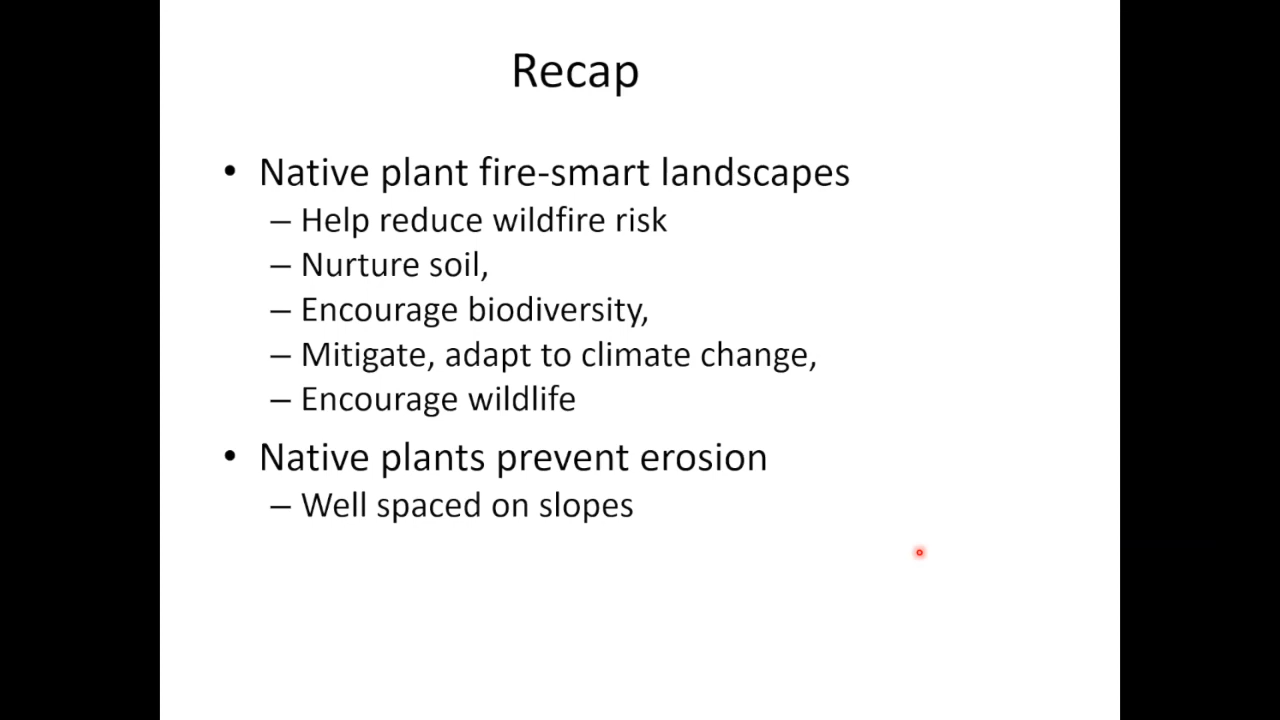 Recap
• Native plant fire-smart landscapes
– Help reduce wildfire risk
– Nurture soil,
– Encourage biodiversity,
– Mitigate, adapt to climate change,
– Encourage wildlife
• Native plants prevent erosion
– Well spaced on slopes